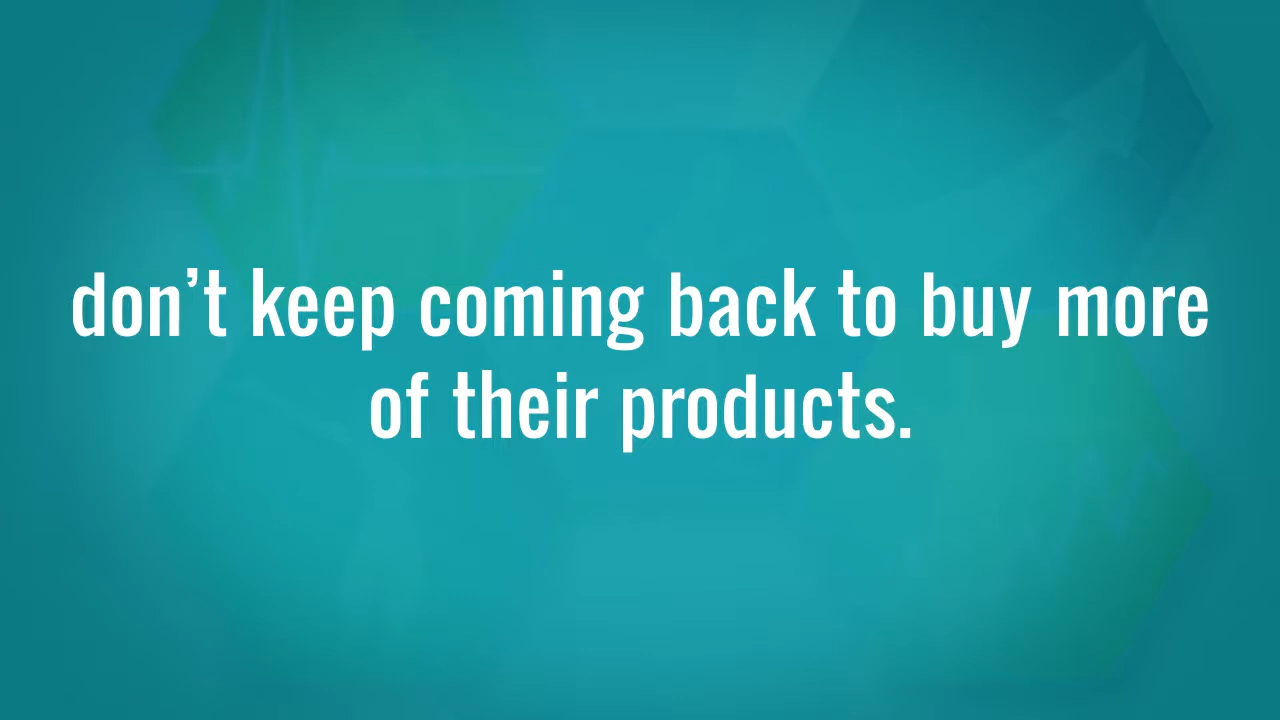 don’t keep coming back to buy more
of their products.